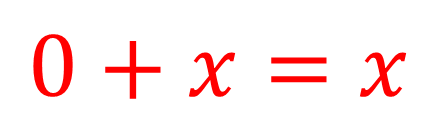 0 + 𝑥 = 𝑥